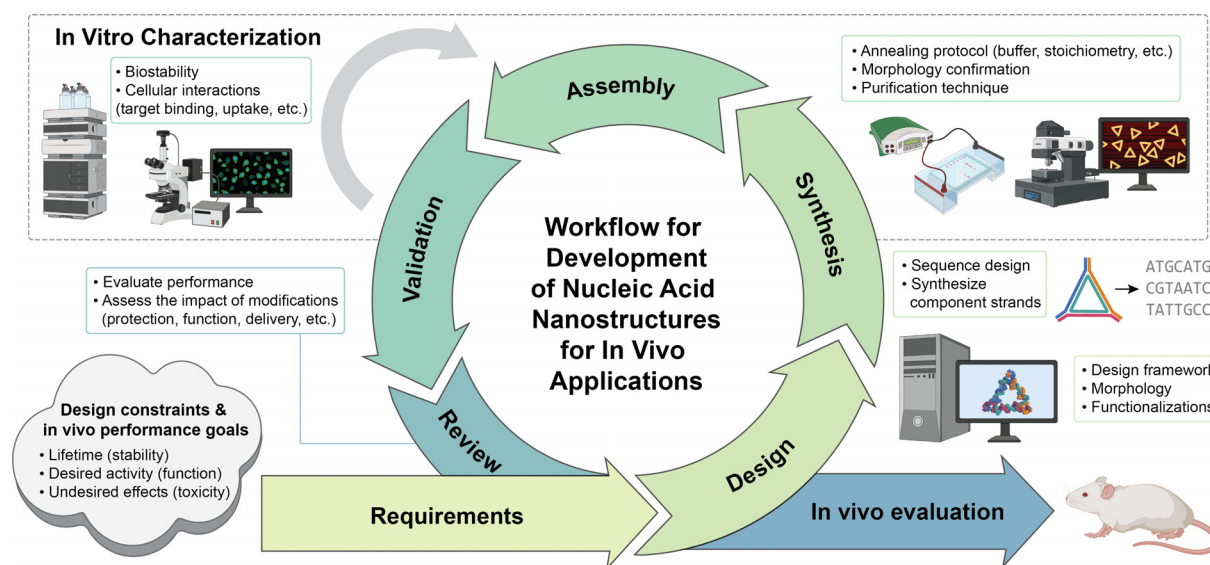 In Vitro Characterization
• Biostability
• Cellular interactions
(target binding, uptake, etc.)
Assembly
• Annealing protocol (buffer, stoichiometry, etc.)
• Morphology confirmation
• Purification technique
Validation
Synthesis
Workflow for
Development
of Nucleic Acid
Nanostructures
for In Vivo
Applications
• Evaluate performance
• Assess the impact of modifications
(protection, function, delivery, etc.)
• Sequence design
• Synthesize
component strands
ATGCATG
CGTAATC
TATTGCC
• Design framework
• Morphology
• Functionalizations
Design constraints &
in vivo performance goals
• Lifetime (stability)
• Desired activity (function)
• Undesired effects (toxicity)
Review
Design
Requirements
In vivo evaluation